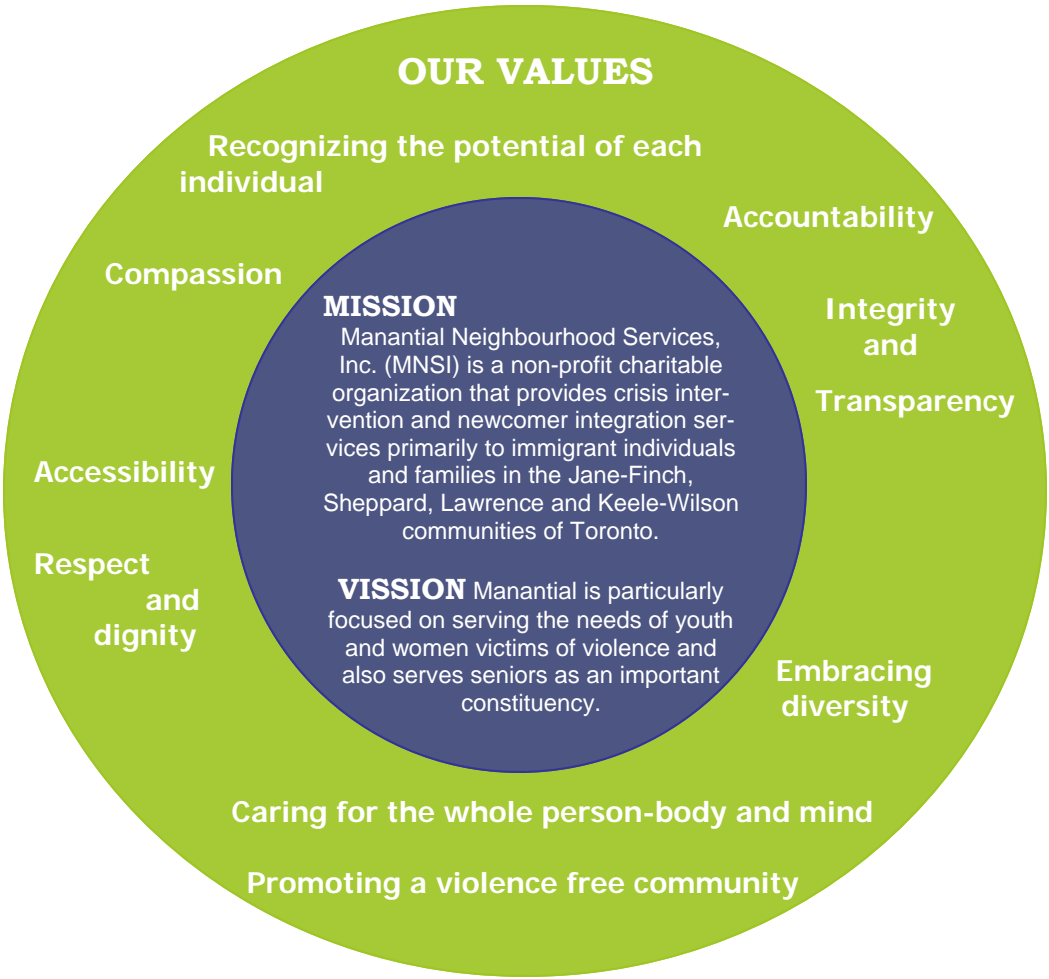 OUR VALUES
Recognizing the potential of each
individual
Accountability
Compassion
Integrity
and
Transparency
MISSION
Manantial Neighbourhood Services,
Inc. (MNSI) is a non-profit charitable
organization that provides crisis inter-
vention and newcomer integration ser-
vices primarily to immigrant individuals
and families in the Jane-Finch,
Sheppard, Lawrence and Keele-Wilson
communities of Toronto.
Accessibility
Respect
and
dignity
VISSION Manantial is particularly
focused on serving the needs of youth
and women victims of violence and
also serves seniors as an important
constituency.
Embracing
diversity
Caring for the whole person-body and mind
Promoting a violence free community